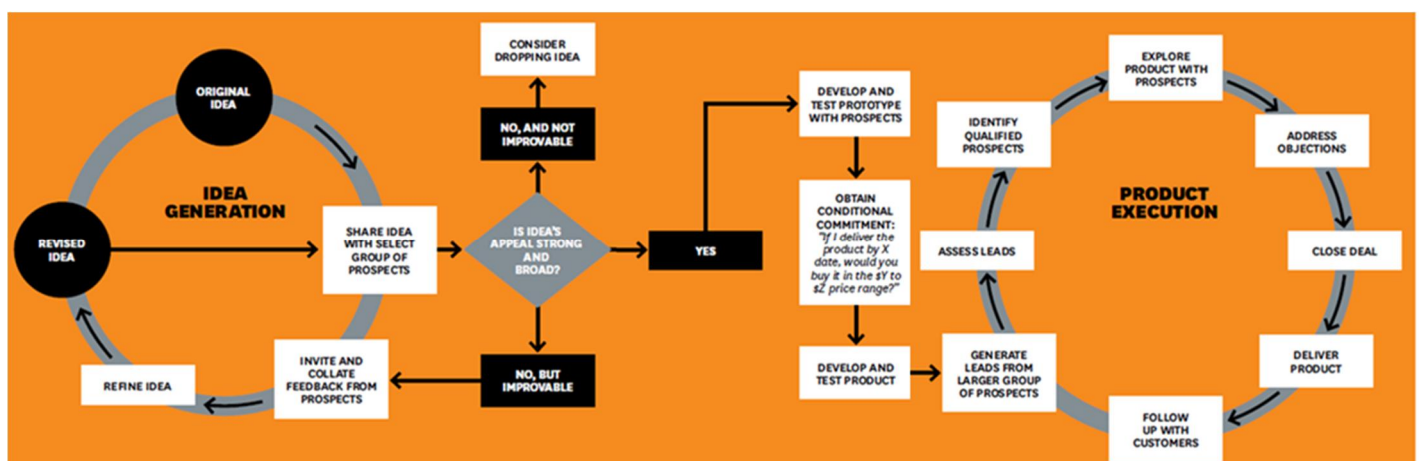 ORIGINAL
IDEA
IDEA
GENERATION
REVISED
IDEA
SHARE IDEA
WITH SELECT
GROUP OF
PROSPECTS
INVITE AND
COLLATE
FEEDBACK FROM
PROSPECTS
REFINE IDEA
CONSIDER
DROPPING IDEA
NO, AND NOT
IMPROVABLE
IS IDEA'S
APPEAL STRONG
AND
BROAD?
NO, BUT
IMPROVABLE
YES
DEVELOP AND
TEST PROTOTYPE
WITH PROSPECTS
OBTAIN
CONDITIONAL
COMMITMENT:
"If I deliver the
product by X
date, would you
buy it in the $Y to
$Z price range?"
DEVELOP AND
TEST PRODUCT
GENERATE
LEADS FROM
LARGER GROUP
OF PROSPECTS
ASSESS LEADS
IDENTIFY
QUALIFIED
PROSPECTS
EXPLORE
PRODUCT WITH
PROSPECTS
ADDRESS
OBJECTIONS
PRODUCT
EXECUTION
CLOSE DEAL
DELIVER
PRODUCT
FOLLOW
UP WITH
CUSTOMERS